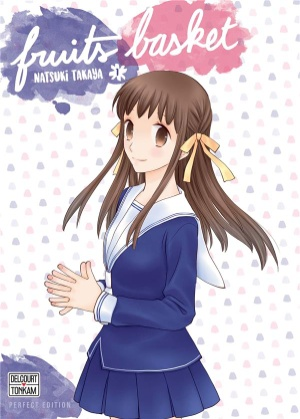 fruits basket
NATSUKI TAKAYA 1
DELCOURT
TONKAM
PERFECT EDITION